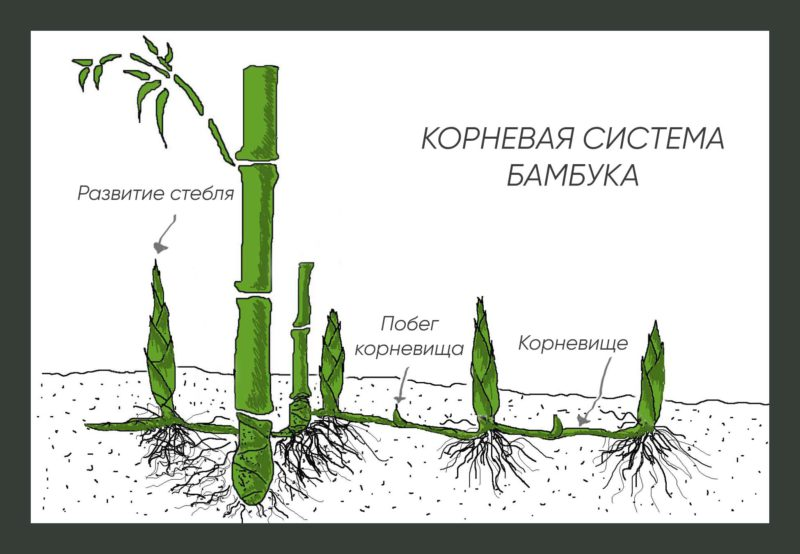 КОРНЕВАЯ СИСТЕМА
БАМБУКА
Развитие стебля
Побег
корневища
Корневище